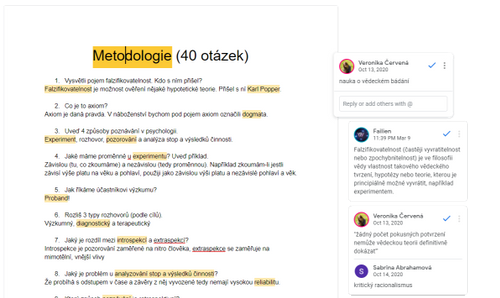 Metodologie (40 otázek)
1. Vysvětli pojem falzifikovatelnost. Kdo s ním přišel?
Falzifikovatelnost je možnost ověření nějaké hypotetické teorie. Přišel s ní Karl Popper.
2. Co je to axiom?
Axiom je daná pravda. V náboženství bychom pod pojem axiom označili dogmata.
3. Uveď 4 způsoby poznávání v psychologii.
Experiment, rozhovor, pozorování a analýza stop a výsledků činnosti.
4. Jaké máme proměnné u experimentu? Uveď příklad.
Závislou (tu, co zkoumáme) a nezávislou (tedy proměnnou). Například zkoumám-li jestli
závisí výše platu na věku a pohlaví, použiji jako závislou výši platu a nezávislé pohlaví a věk.
5. Jak říkáme účastníkovi výzkumu?
Proband!
6. Rozliš 3 typy rozhovorů (podle cílů).
Výzkumný, diagnostický a terapeutický
7. Jaký je rozdíl mezi introspekcí a extraspekcí?
Introspekce je pozorování zaměřené na nitro člověka, extraspekce se zaměřuje na
mimotělní, vnější vlivy
8. Jaký je problém u analyzování stop a výsledků činnosti?
Že probíhá s odstupem v čase a závěry z něj vyvozené tedy nemají vysokou reliabilitu.
Veronika Červená
Oct 13, 2020
nauka o vědeckém bádání
Reply or add others with @
Failien
11:39 PM Mar 9
Falzifikovatelnost (častěji vyvratitelnost
nebo zpochybnitelnost) je ve filosofii
vědy vlastnost takového vědeckého
tvrzení, hypotézy nebo teorie, kterou je
principiálně možné vyvrátit, například
experimentem.
Veronika Červená
Oct 13, 2020
"žádný počet pokusných potvrzení
nemůže vědeckou teorii definitivně
dokázat"
Sabrina Abrahamová
Oct 14, 2020
kritický racionalismus